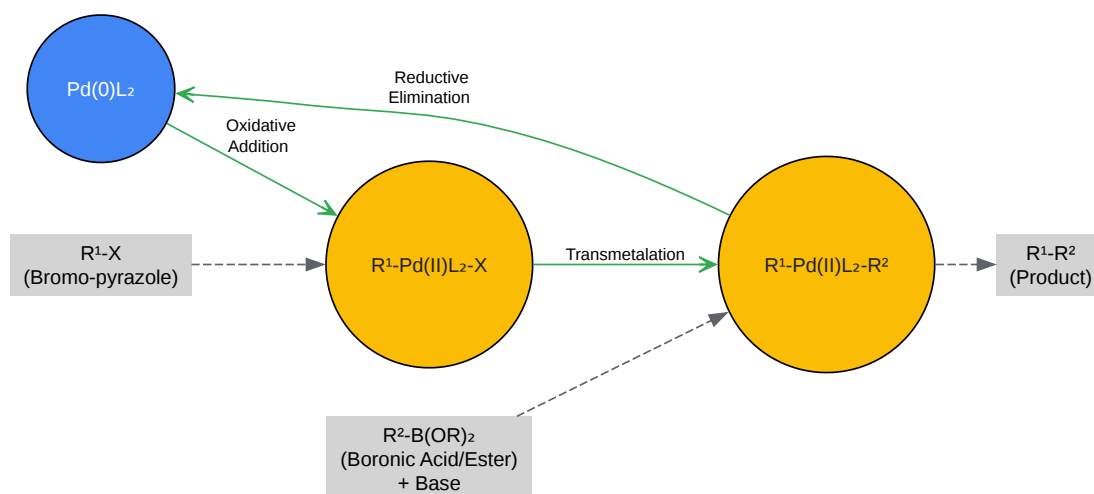 Pd(0)L₂
Reductive
Elimination
Oxidative
Addition
R¹-X
(Bromo-pyrazole)
R¹-Pd(II)L₂-X
Transmetalation
R¹-Pd(II)L₂-R²
R¹-R²
(Product)
R²-B(OR)₂
(Boronic Acid/Ester)
+ Base